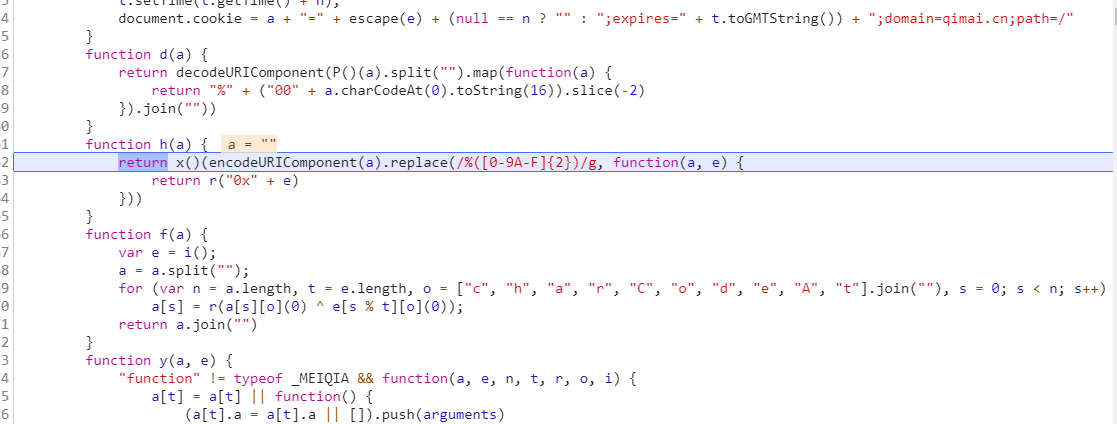 t.setTime(t.getTime() + n),
4 document.cookie = a + "=" + escape(e) + (null == n ? "" : ";expires=" + t.toGMTString()) + ";domain=qimai.cn;path=/"
5 }
6 function d(a) {
7 return decodeURIComponent(P()(a).split("").map(function(a) {
8 return "%" + ("00" + a.charCodeAt(0).toString(16)).slice(-2)
9 }).join(""))
0 }
1 function h(a) { a = ""
2 return x()(encodeURIComponent(a).replace(/%([0-9A-F]{2})/g, function(a, e) {
3 return r("0x" + e)
4 }))
5 }
6 function f(a) {
7 var e = i();
8 a = a.split("");
9 for (var n = a.length, t = e.length, o = ["c", "h", "a", "r", "C", "o", "d", "e", "A", "t"].join(""), s = 0; s < n; s++)
0 a[s] = r(a[s][o](0) ^ e[s % t][o](0));
1 return a.join("")
2 }
3 function y(a, e) {
4 "function" != typeof _MEIQIA && function(a, e, n, t, r, o, i) {
5 a[t] = a[t] || function() {
6 (a[t].a = a[t].a || []).push(arguments)